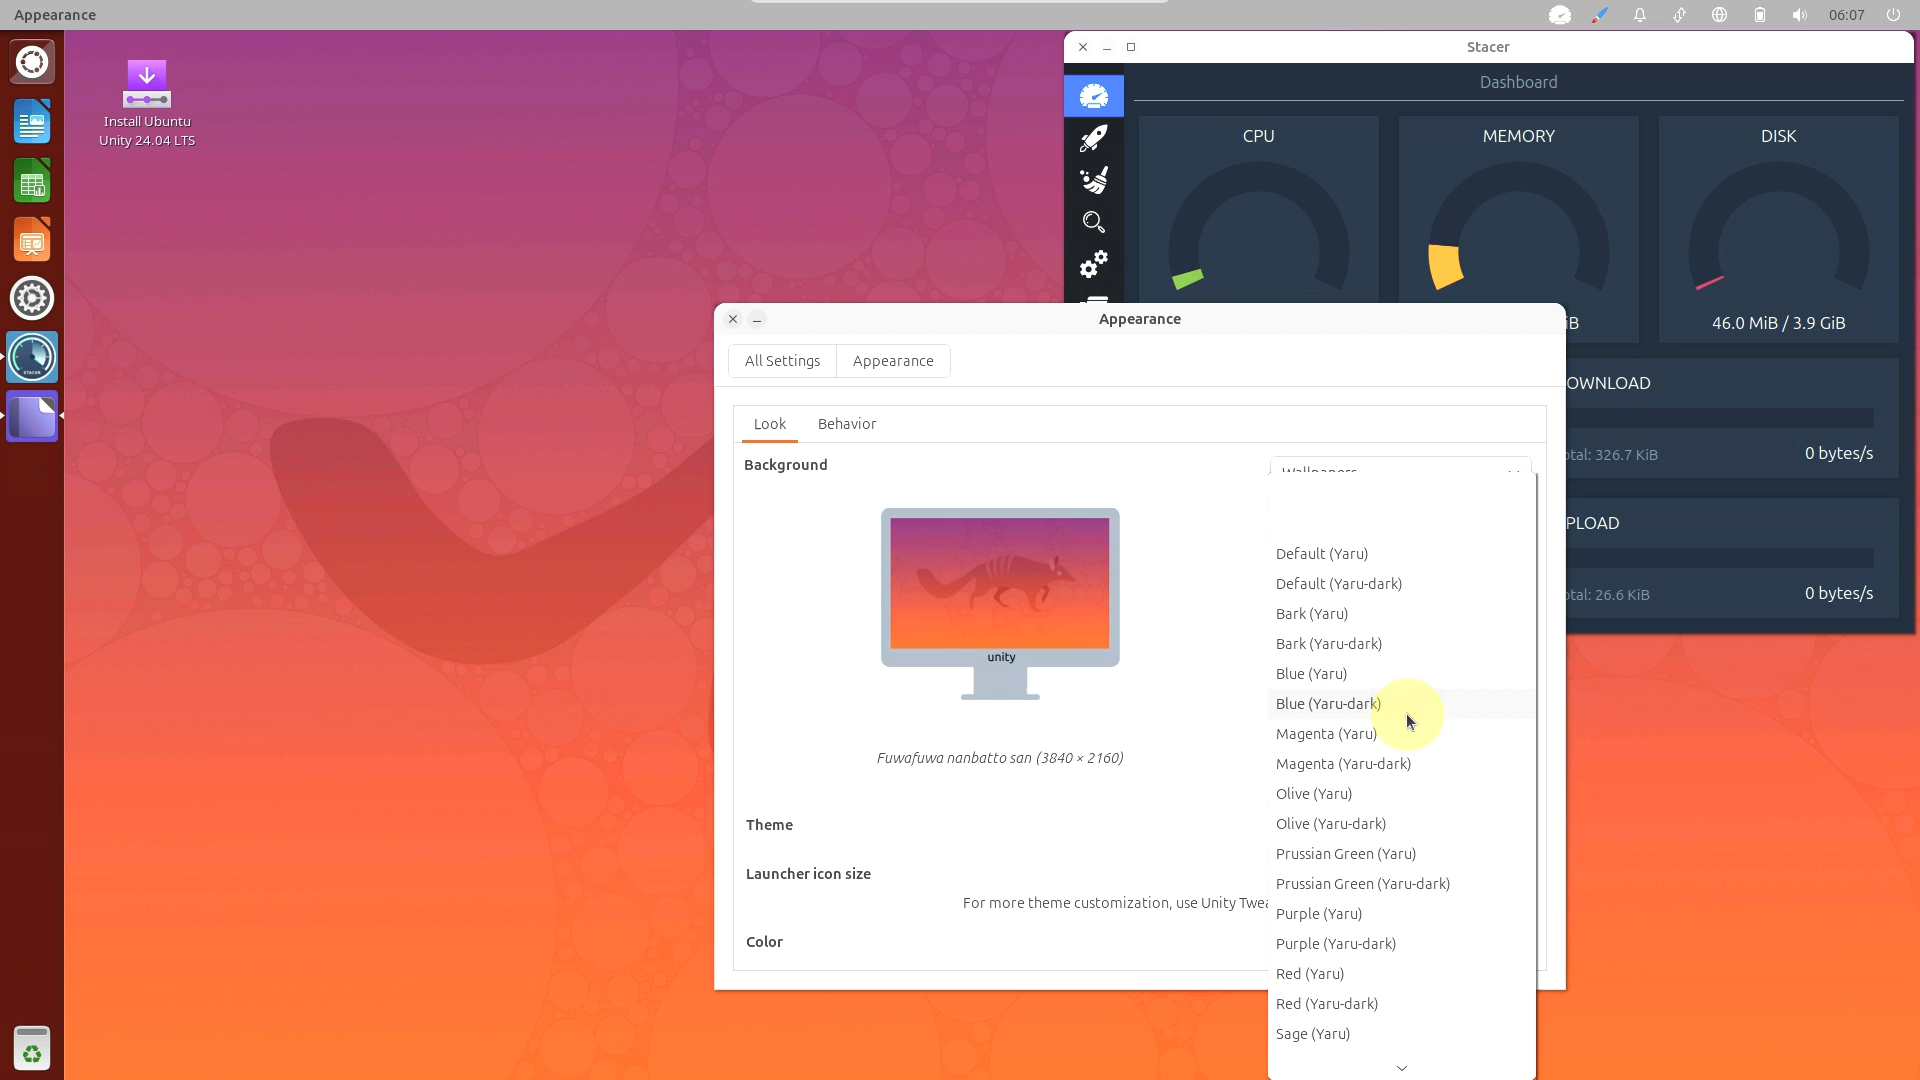 Appearance
06:07
Install Ubuntu
Unity 24.04 LTS
Stacer
Dashboard
CPU
MEMORY
DISK
iB
46.0 MiB / 3.9 GiB
OWNLOAD
otal: 326.7 KiB
0 bytes/s
PLOAD
otal: 26.6 KiB
0 bytes/s
Appearance
All Settings
Appearance
Look
Behavior
Background
Wallpapers
unity
Fuwafuwa nanbatto san (3840 × 2160)
Theme
Launcher icon size
For more theme customization, use Unity Twea
Color
Default (Yaru)
Default (Yaru-dark)
Bark (Yaru)
Bark (Yaru-dark)
Blue (Yaru)
Blue (Yaru-dark)
Magenta (Yaru)
Magenta (Yaru-dark)
Olive (Yaru)
Olive (Yaru-dark)
Prussian Green (Yaru)
Prussian Green (Yaru-dark)
Purple (Yaru)
Purple (Yaru-dark)
Red (Yaru)
Red (Yaru-dark)
Sage (Yaru)